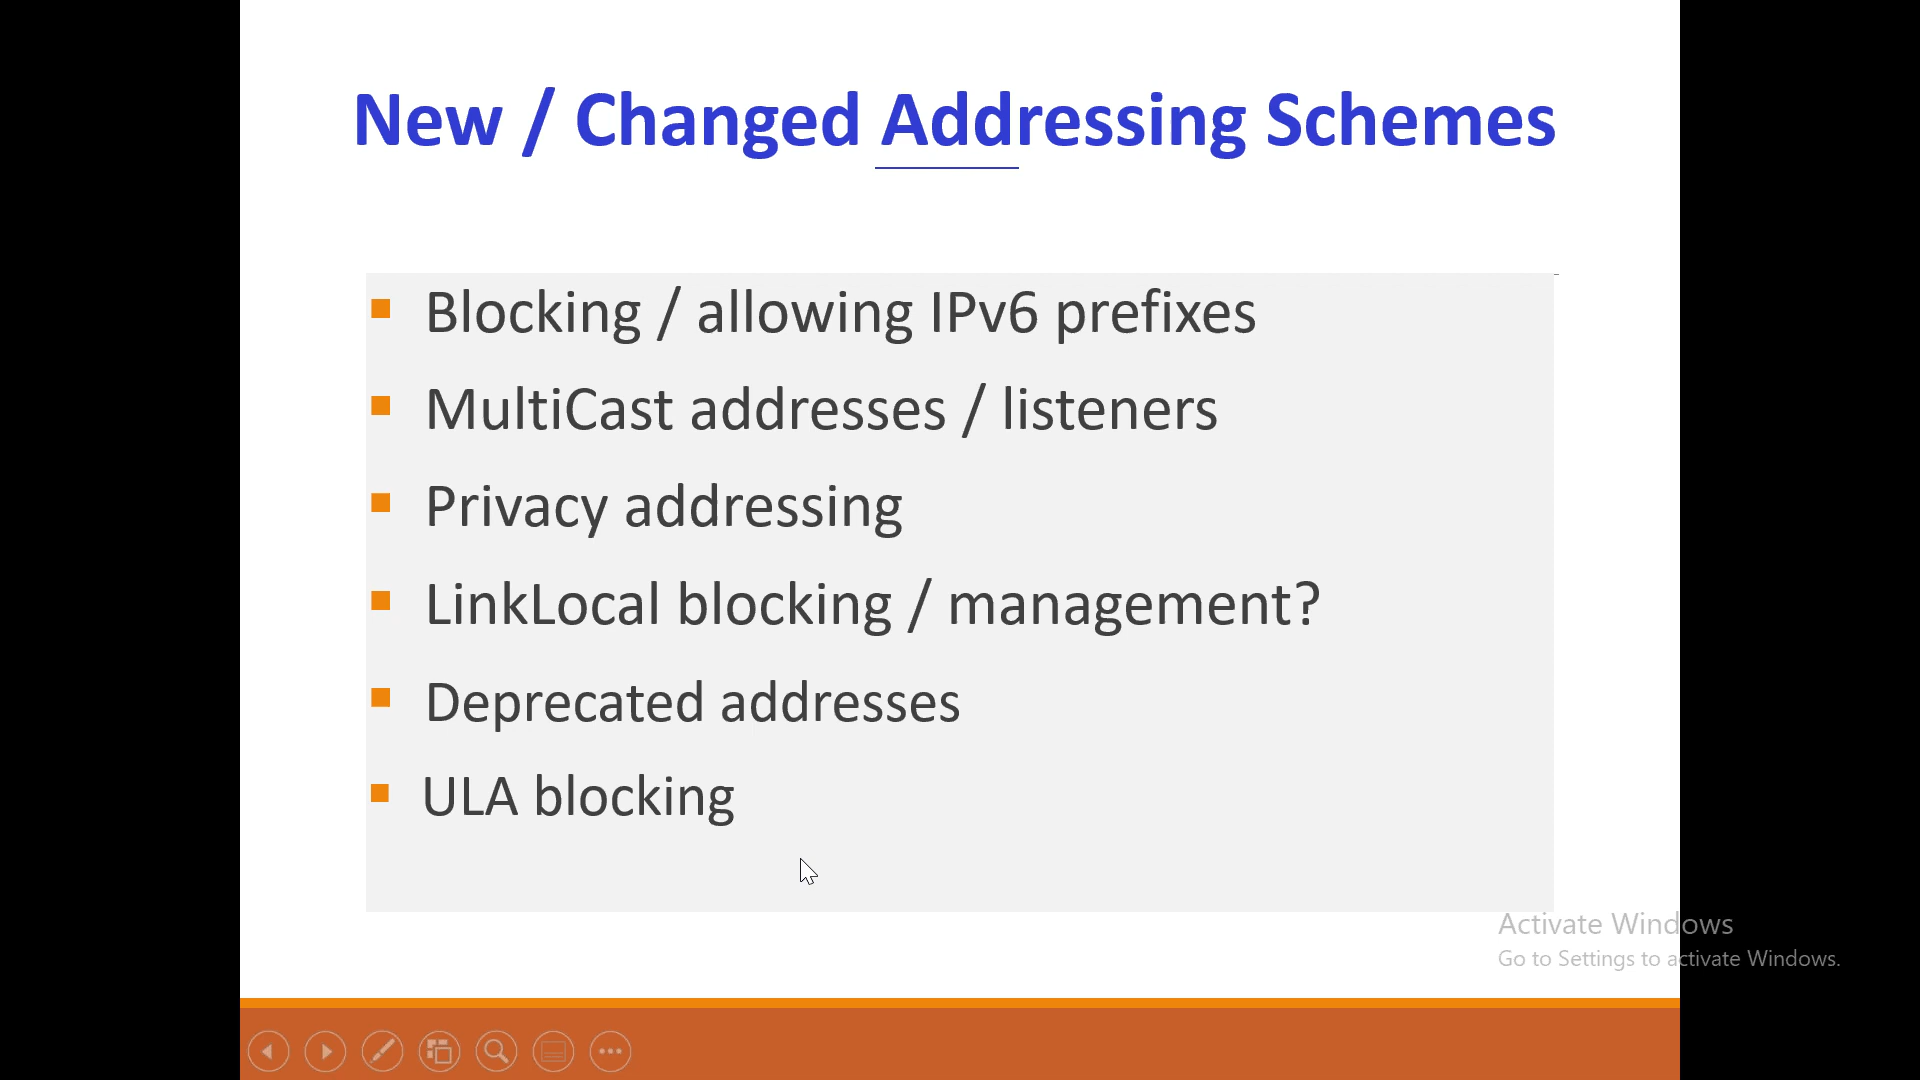 New / Changed Addressing Schemes
Blocking / allowing IPv6 prefixes
MultiCast addresses / listeners
Privacy addressing
LinkLocal blocking / management?
Deprecated addresses
ULA blocking
Activate Windows
Go to Settings to activate Windows.